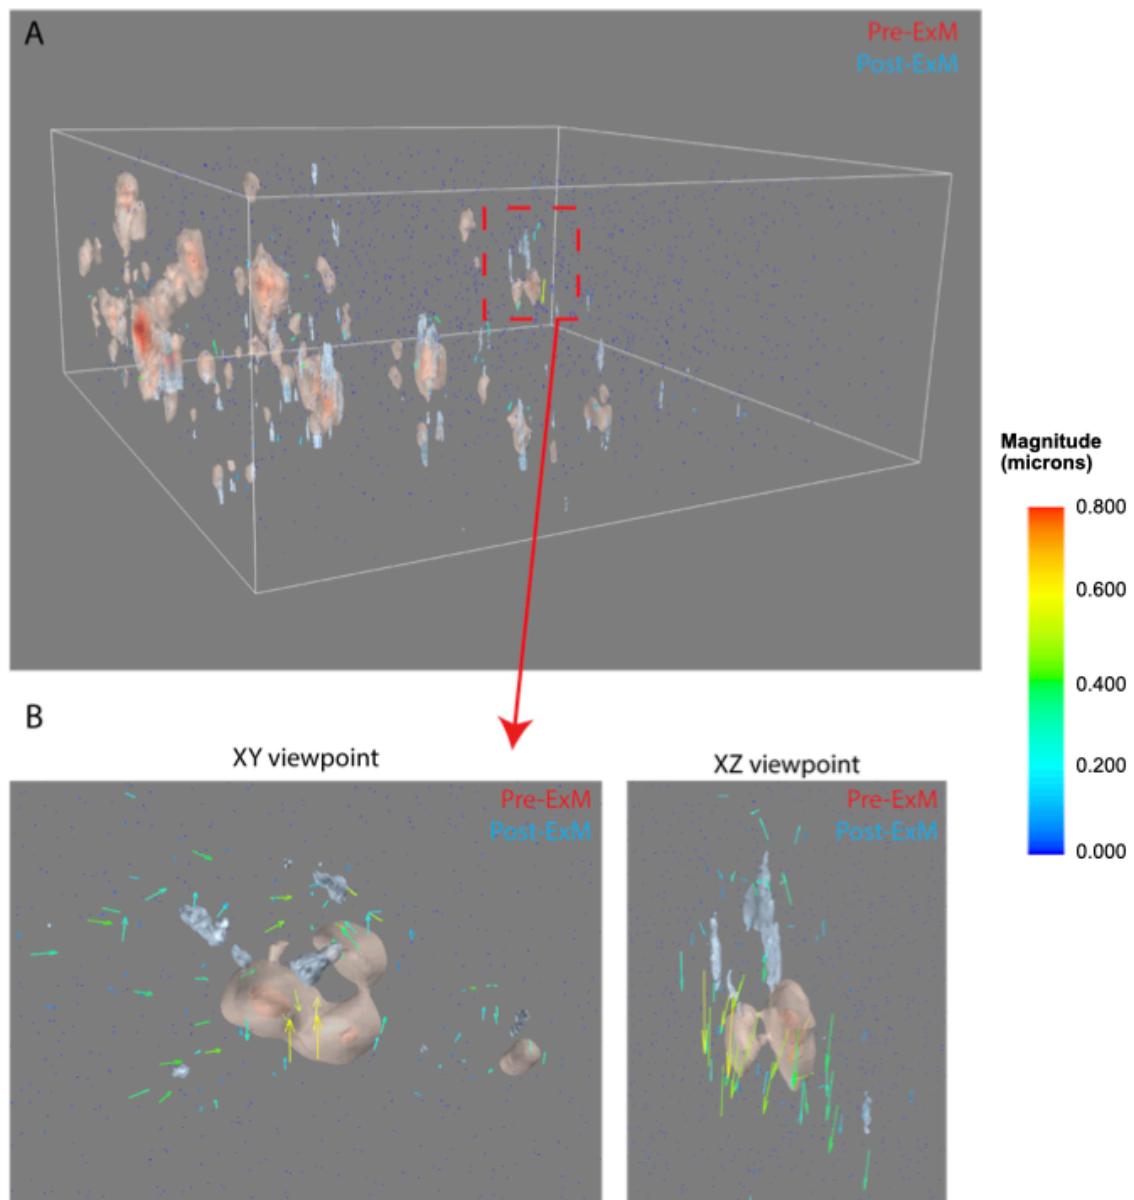 A
Pre-ExM
Post-ExM
Magnitude
(microns)
0.800
0.600
0.400
0.200
0.000
B
XY viewpoint
XZ viewpoint
Pre-ExM
Post-ExM
Pre-ExM
Post-ExM